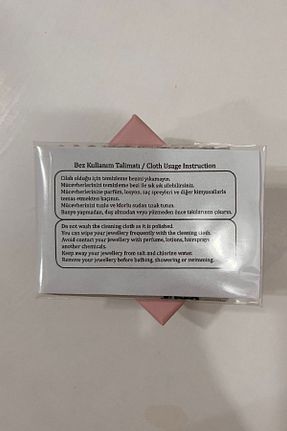 Bez Kullanım Talimatı / Cloth Usage Instruction
Cilalı olduğu için temizleme bezini yıkamayın.
Mücevherlerinizi temizleme bezi ile sık sık silebilirsiniz.
Mücevherlerinize parfüm, losyon, saç spreyleri ve diğer kimyasallarla
temas etmekten kaçının.
Mücevherinizi tuzlu ve klorlu sudan uzak tutun.
Banyo yapmadan, duş almadan veya yüzmeden önce takılarınızı çıkarın.
Do not wash the cleaning cloth as it is polished.
You can wipe your jewellery frequently with the cleaning cloth.
Avoid contact your jewellery with perfume, lotions, hairsprays
another chemicals.
Keep away your jewellery from salt and chlorine water.
Remove your jewellery before bathing, showering or swimming.